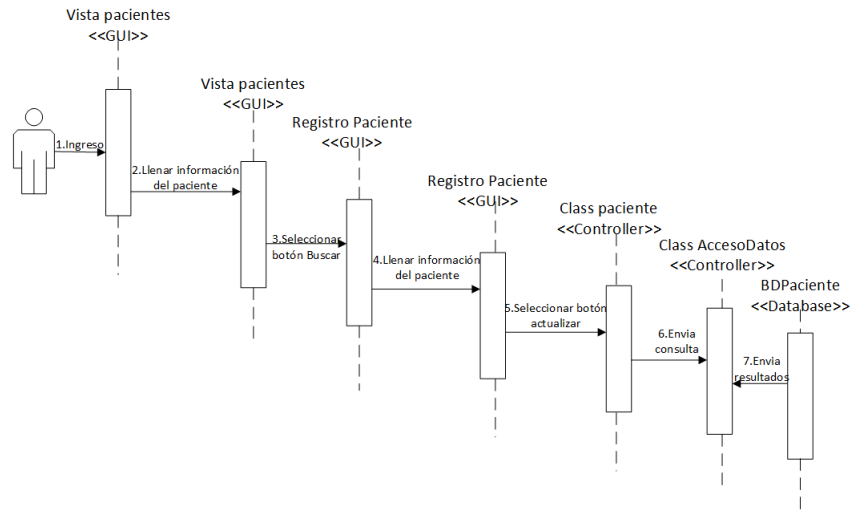 Vista pacientes
<<GUI>>
Vista pacientes
<<GUI>>
Registro Paciente
<<GUI>>
Registro Paciente
<<GUI>>
Class paciente
<<Controller>>
Class AccesoDatos
<<Controller>>
BDPaciente
<<Database>>
1.Ingreso
2.Llenar información
del paciente
3.Seleccionar
botón Buscar
4.Llenar información
del paciente
5.Seleccionar botón
actualizar
6.Envia
consulta
7.Envia
resultados